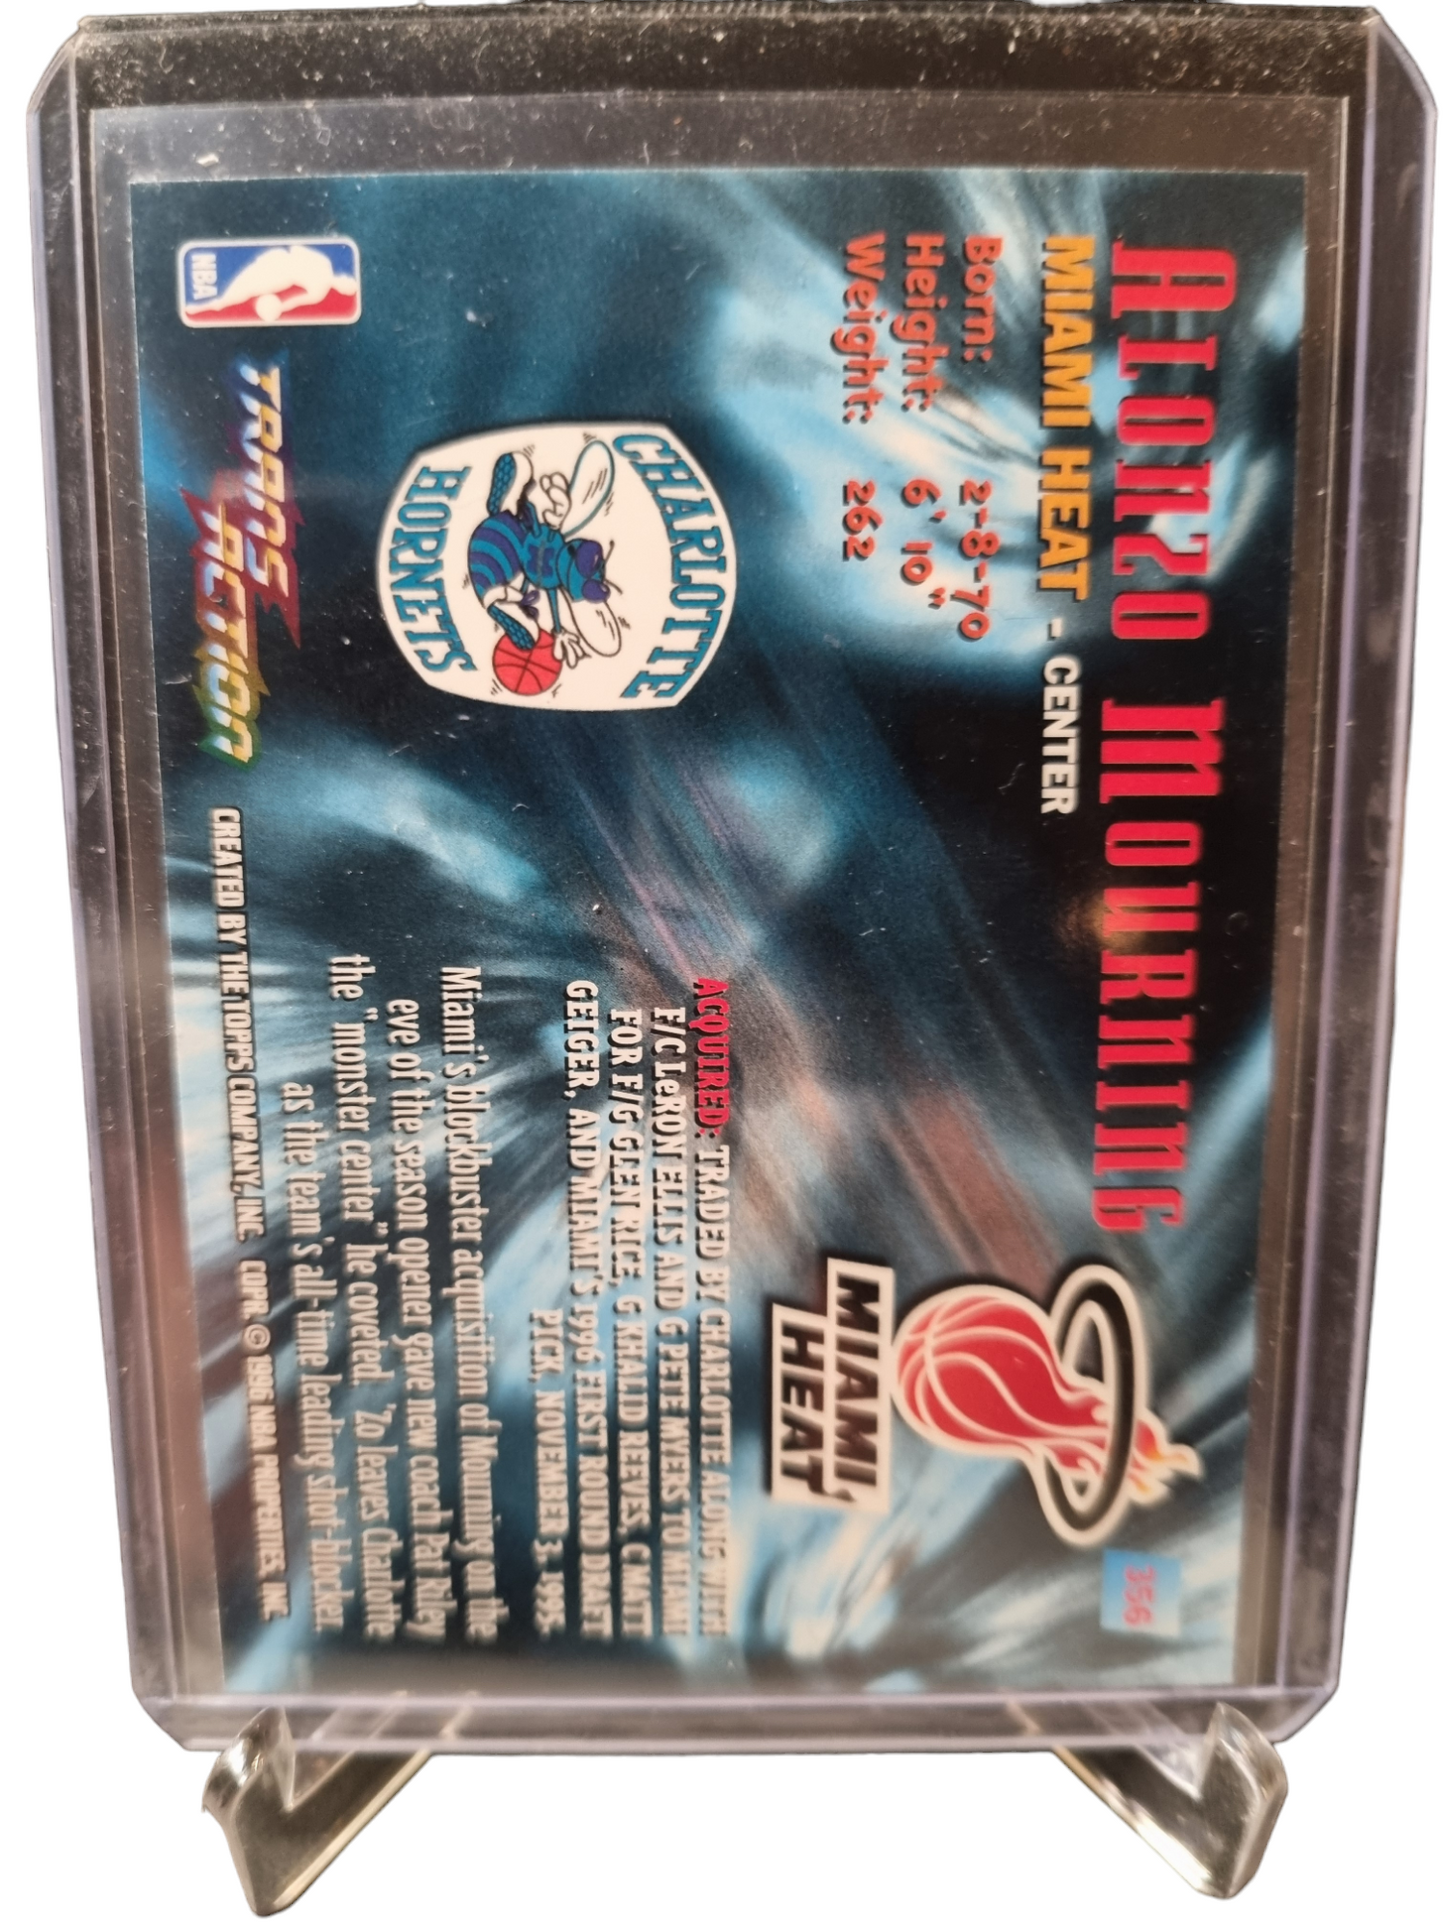 Alonzo Mourning
356
MIAMI HEAT - CENTER
Born: 2-8-70
Height: 6' 10"
Weight: 262
MIAMI
HEAT
CHARLOTTE
HORNETS
ACQUIRED: TRADED BY CHARLOTTE ALONG WITH
F/C LeRON ELLIS AND G PETE MYERS TO MIAMI
FOR F/G GLEN RICE, G KHALID REEVES, C MATT
GEIGER, AND MIAMI'S 1996 FIRST ROUND DRAFT
PICK, NOVEMBER 3, 1995.
Miami's blockbuster acquisition of Mourning on the
eve of the season opener gave new coach Pat Riley
the "monster center" he coveted. 'Zo leaves Charlotte
as the team's all-time leading shot-blocker.
NBA
TRANS
ACTION
CREATED BY THE TOPPS COMPANY, INC. COPR. © 1996 NBA PROPERTIES, INC.